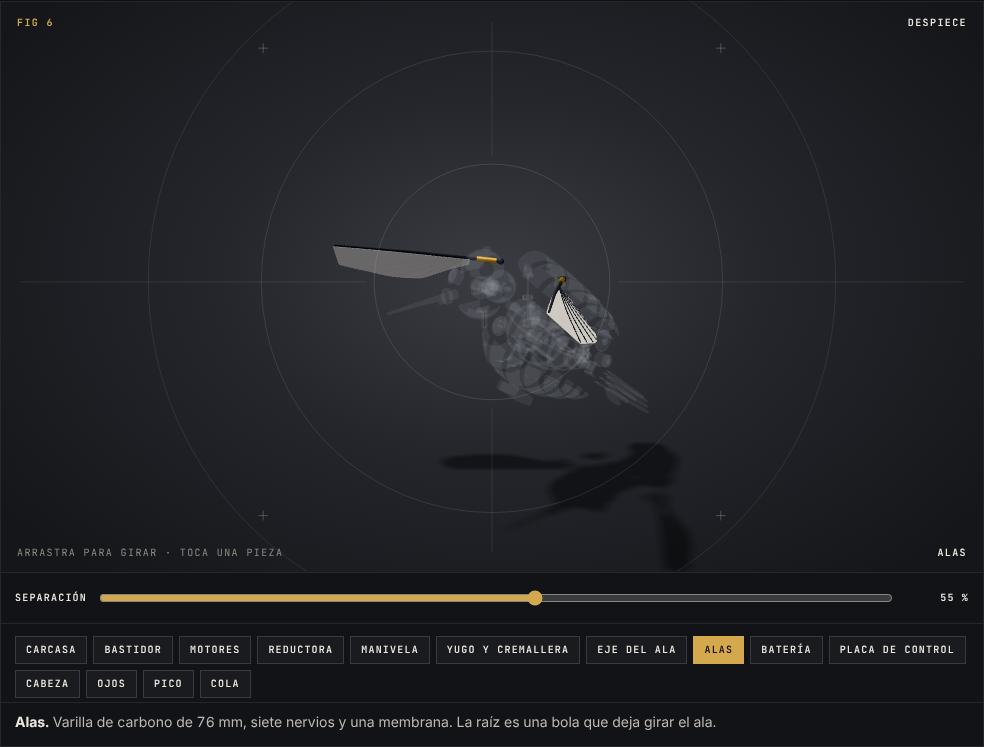 FIG 6
DESPIECE
ARRASTRA PARA GIRAR · TOCA UNA PIEZA
ALAS
SEPARACIÓN
55 %
CARCASA
BASTIDOR
MOTORES
REDUCTORA
MANIVELA
YUGO Y CREMALLERA
EJE DEL ALA
ALAS
BATERÍA
PLACA DE CONTROL
CABEZA
OJOS
PICO
COLA
Alas. Varilla de carbono de 76 mm, siete nervios y una membrana. La raíz es una bola que deja girar el ala.